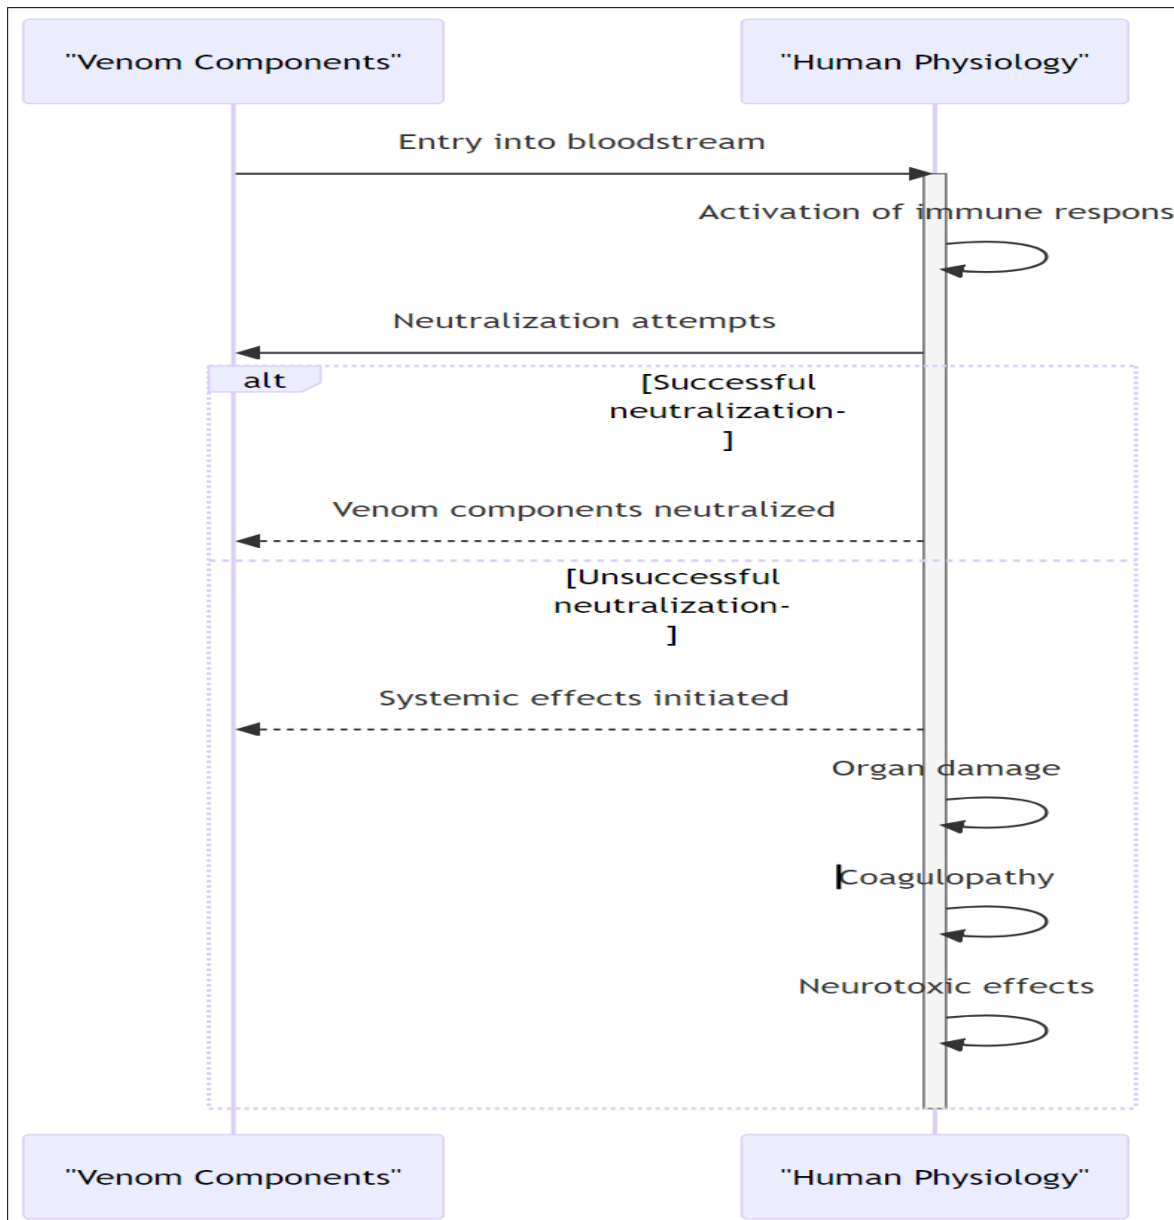 "Venom Components" "Human Physiology"
Entry into bloodstream
Activation of immune respons
Neutralization attempts
alt
[Successful
neutralization-
]
Venom components neutralized
[Unsuccessful
neutralization-
]
Systemic effects initiated
Organ damage
Coagulopathy
Neurotoxic effects
"Venom Components" "Human Physiology"